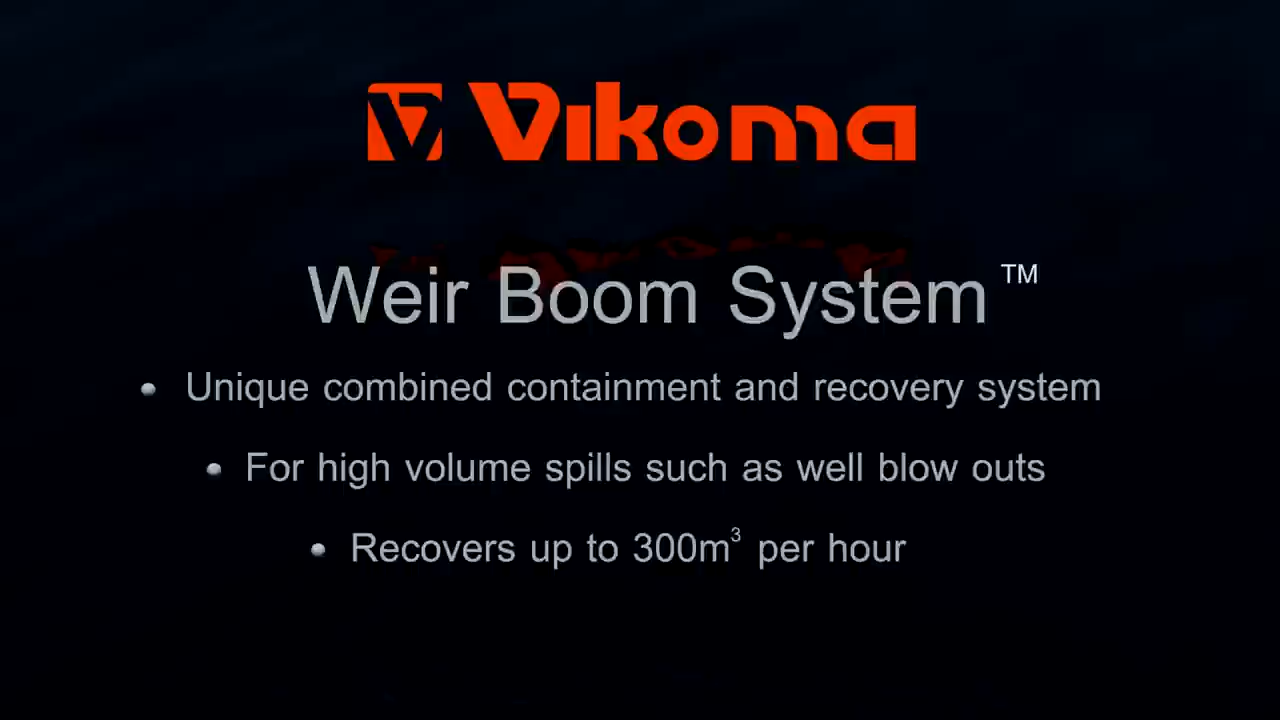 Vikoma
Weir Boom System™
• Unique combined containment and recovery system
• For high volume spills such as well blow outs
• Recovers up to 300m³ per hour